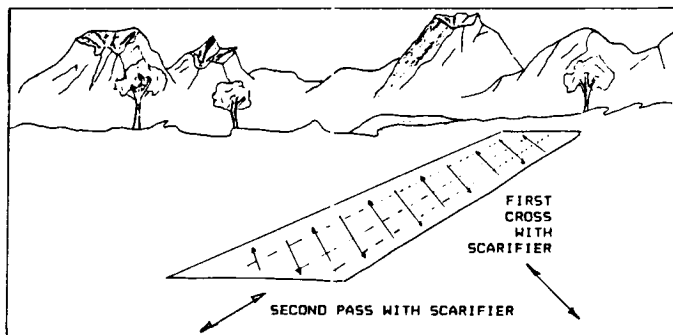 FIRST
CROSS
WITH
SCARIFIER
SECOND PASS WITH SCARIFIER